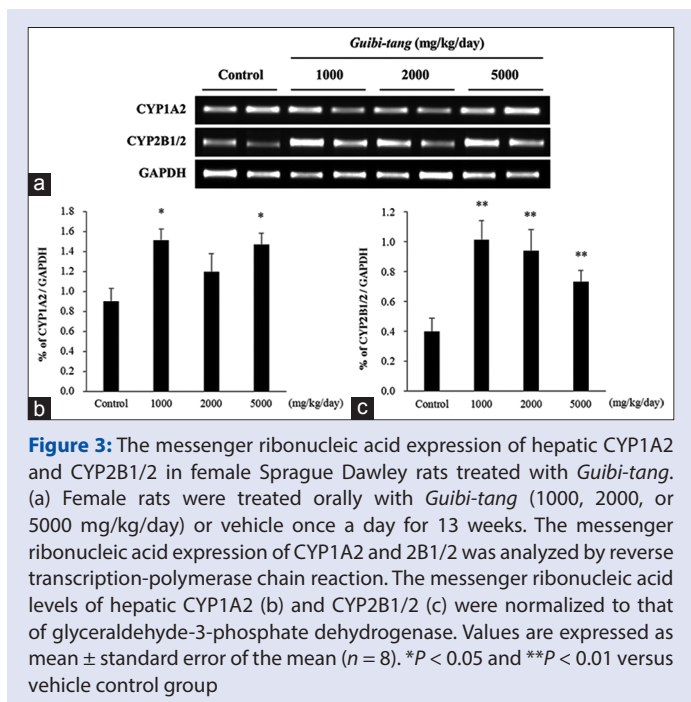 Guibi-tang (mg/kg/day)
Control 1000 2000 5000
CYP1A2
CYP2B1/2
GAPDH
a
% of CYP1A2 / GAPDH
1.8
1.6
1.4
1.2
1.0
0.8
0.6
0.4
0.2
0.0
* *
Control 1000 2000 5000 (mg/kg/day)
b
% of CYP2B1/2 / GAPDH
1.2
1.0
0.8
0.6
0.4
0.2
0.0
** ** **
Control 1000 2000 5000 (mg/kg/day)
c
Figure 3: The messenger ribonucleic acid expression of hepatic CYP1A2
and CYP2B1/2 in female Sprague Dawley rats treated with Guibi-tang.
(a) Female rats were treated orally with Guibi-tang (1000, 2000, or
5000 mg/kg/day) or vehicle once a day for 13 weeks. The messenger
ribonucleic acid expression of CYP1A2 and 2B1/2 was analyzed by reverse
transcription-polymerase chain reaction. The messenger ribonucleic acid
levels of hepatic CYP1A2 (b) and CYP2B1/2 (c) were normalized to that
of glyceraldehyde-3-phosphate dehydrogenase. Values are expressed as
mean ± standard error of the mean (n = 8). *P < 0.05 and **P < 0.01 versus
vehicle control group